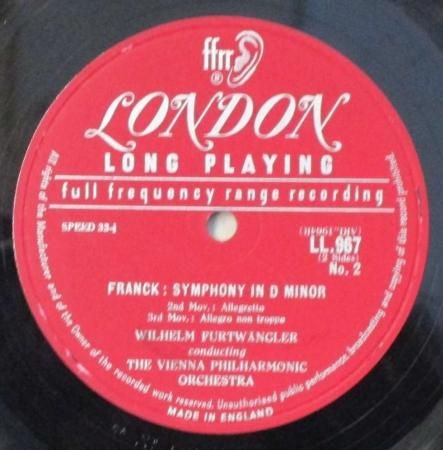 ffrr
®
LONDON
LONG PLAYING
full frequency range recording
SPEED 33⅓
LL.967
(2 Sides)
No. 2
FRANCK: SYMPHONY IN D MINOR
2nd Mov.: Allegretto
3rd Mov.: Allegro non troppo
WILHELM FURTWANGLER
conducting
THE VIENNA PHILHARMONIC
ORCHESTRA
All rights of the Manufacturer and of the Owner of the recorded work reserved. Unauthorised public performance, broadcasting and copying of this record prohibited.
MADE IN ENGLAND